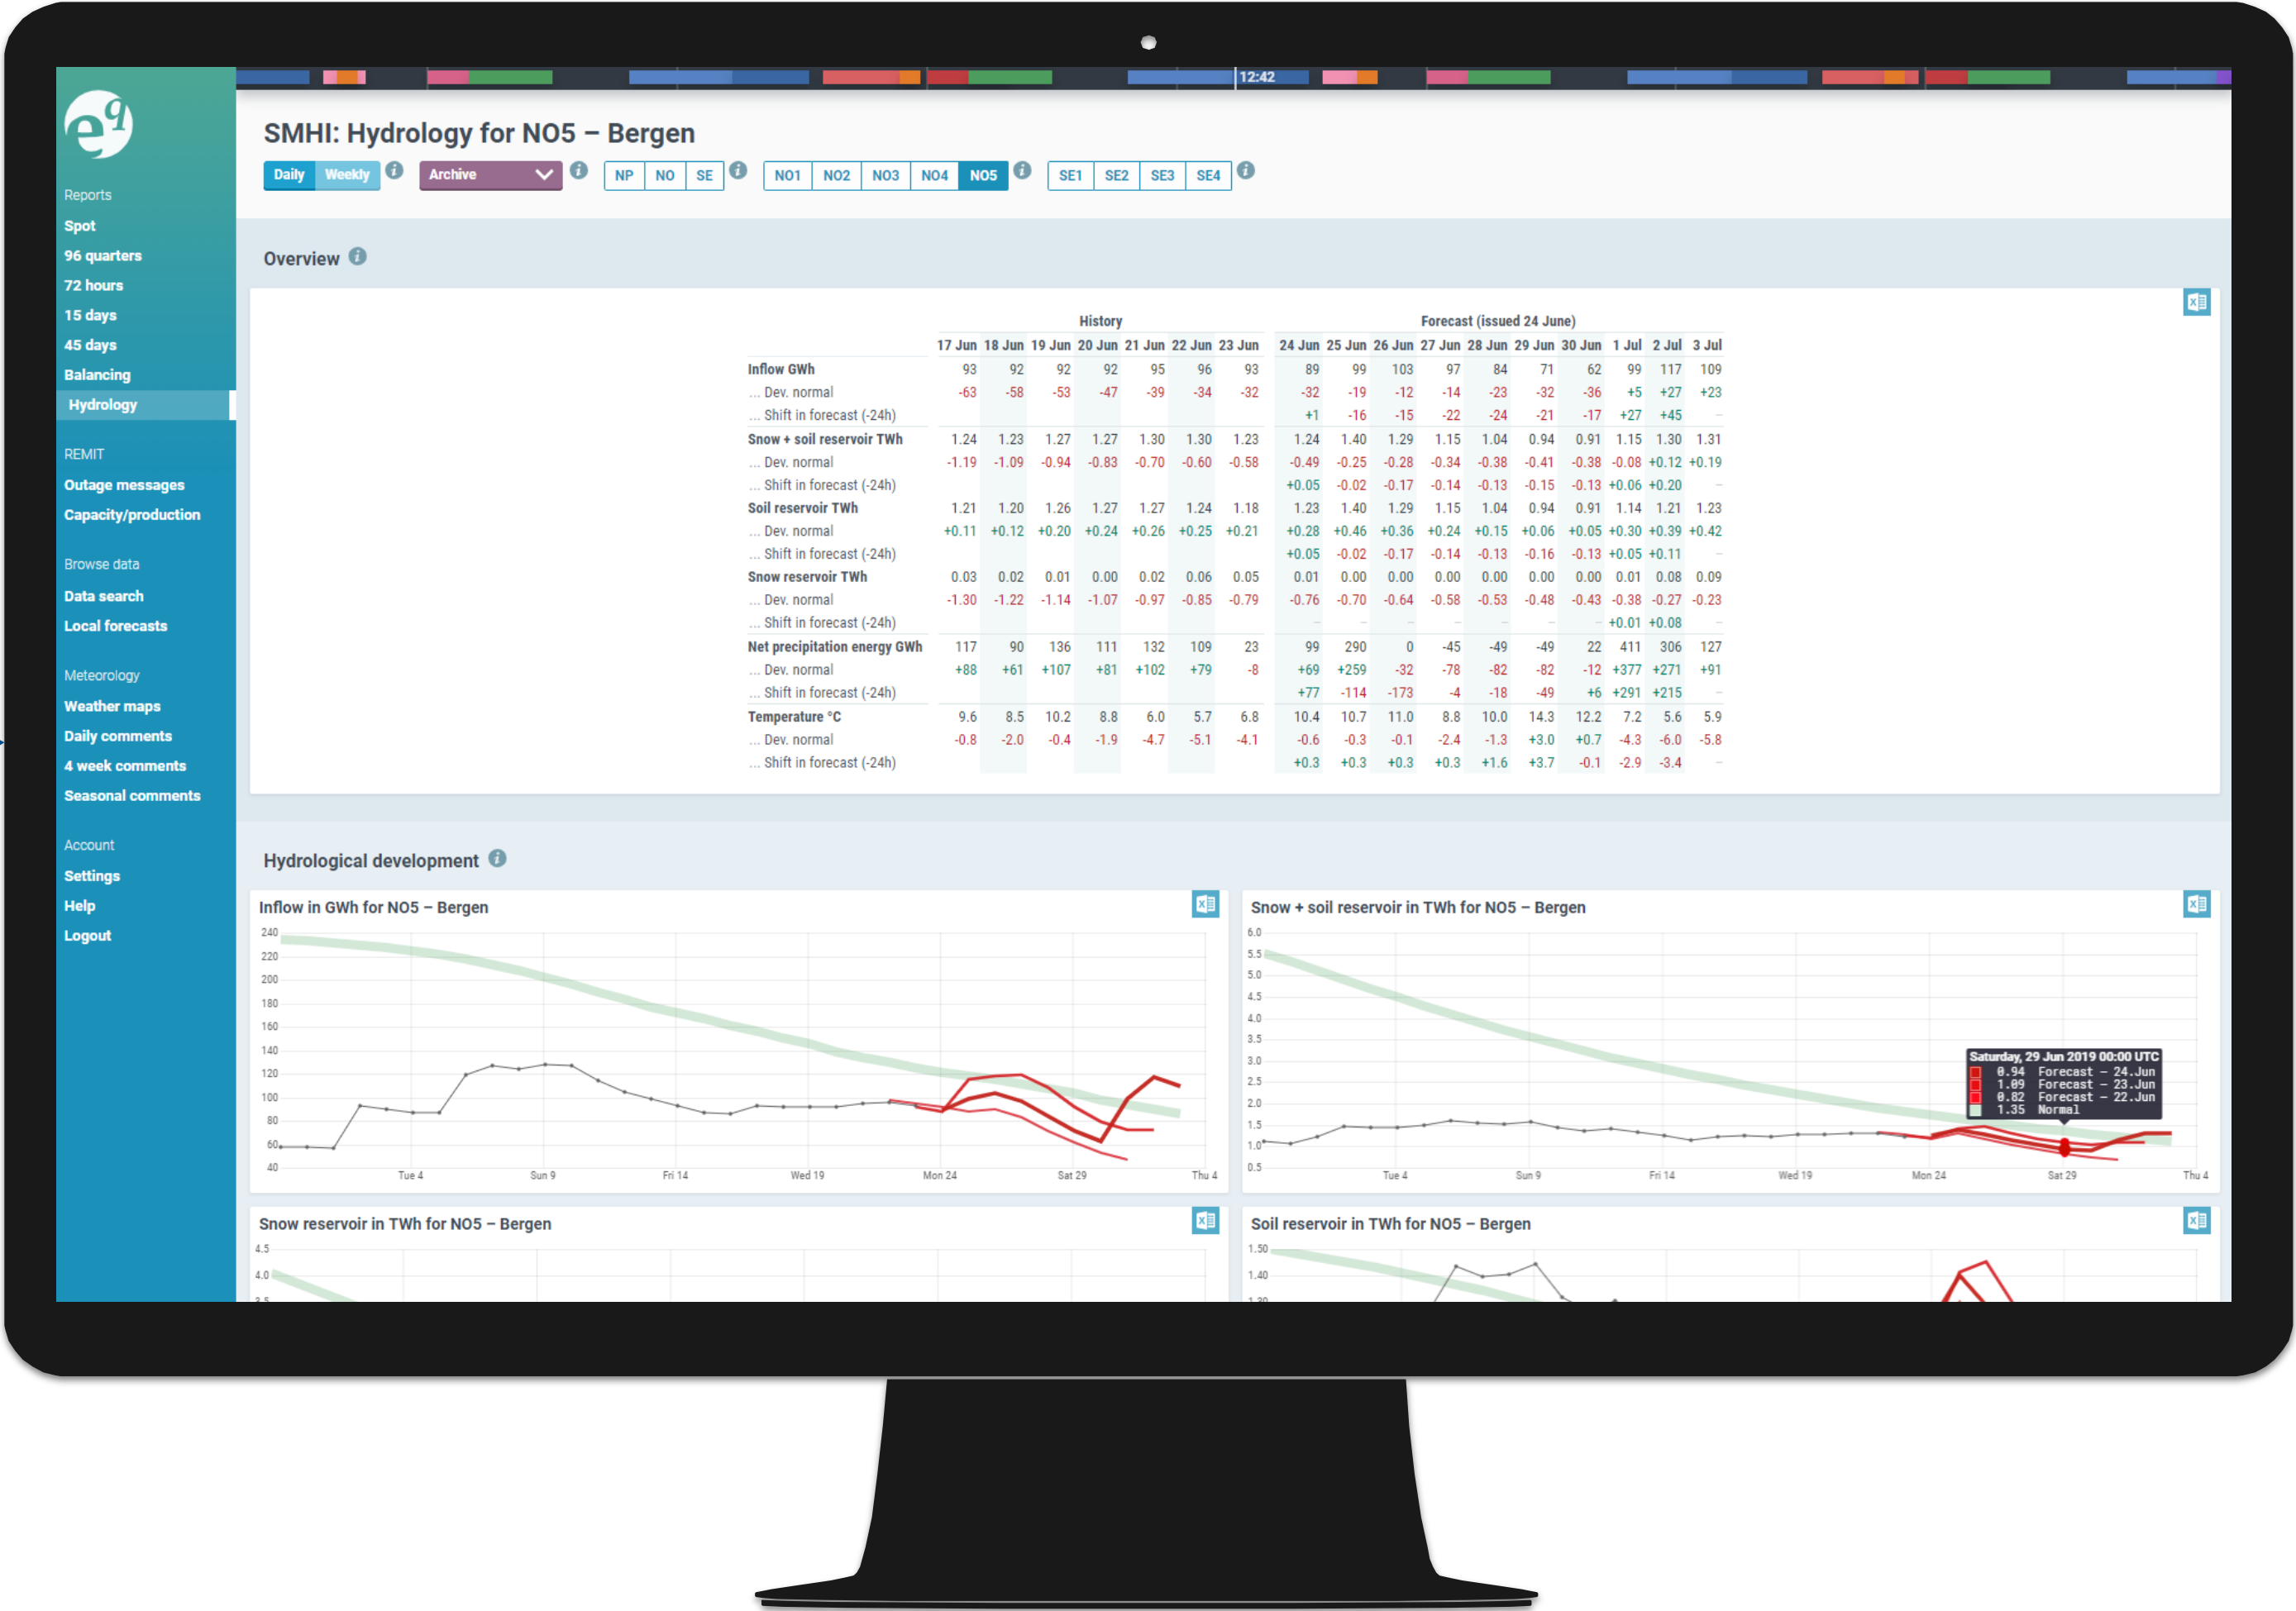 12:42
eq
Reports
Spot
96 quarters
72 hours
15 days
45 days
Balancing
Hydrology
REMIT
Outage messages
Capacity/production
Browse data
Data search
Local forecasts
Meteorology
Weather maps
Daily comments
4 week comments
Seasonal comments
Account
Settings
Help
Logout
SMHI: Hydrology for NO5 – Bergen
Daily Weekly i Archive i NP NO SE i NO1 NO2 NO3 NO4 NO5 i SE1 SE2 SE3 SE4 i
Overview i
History Forecast (issued 24 June)
17 Jun 18 Jun 19 Jun 20 Jun 21 Jun 22 Jun 23 Jun 24 Jun 25 Jun 26 Jun 27 Jun 28 Jun 29 Jun 30 Jun 1 Jul 2 Jul 3 Jul
Inflow GWh 93 92 92 92 95 96 93 89 99 103 97 84 71 62 99 117 109
... Dev. normal -63 -58 -53 -47 -39 -34 -32 -32 -19 -12 -14 -23 -32 -36 +5 +27 +23
... Shift in forecast (-24h) +1 -16 -15 -22 -24 -21 -17 +27 +45 –
Snow + soil reservoir TWh 1.24 1.23 1.27 1.27 1.30 1.30 1.23 1.24 1.40 1.29 1.15 1.04 0.94 0.91 1.15 1.30 1.31
... Dev. normal -1.19 -1.09 -0.94 -0.83 -0.70 -0.60 -0.58 -0.49 -0.25 -0.28 -0.34 -0.38 -0.41 -0.38 -0.08 +0.12 +0.19
... Shift in forecast (-24h) +0.05 -0.02 -0.17 -0.14 -0.13 -0.15 -0.13 +0.06 +0.20 –
Soil reservoir TWh 1.21 1.20 1.26 1.27 1.27 1.24 1.18 1.23 1.40 1.29 1.15 1.04 0.94 0.91 1.14 1.21 1.23
... Dev. normal +0.11 +0.12 +0.20 +0.24 +0.26 +0.25 +0.21 +0.28 +0.46 +0.36 +0.24 +0.15 +0.06 +0.05 +0.30 +0.39 +0.42
... Shift in forecast (-24h) +0.05 -0.02 -0.17 -0.14 -0.13 -0.16 -0.13 +0.05 +0.11 –
Snow reservoir TWh 0.03 0.02 0.01 0.00 0.02 0.06 0.05 0.01 0.00 0.00 0.00 0.00 0.00 0.00 0.01 0.08 0.09
... Dev. normal -1.30 -1.22 -1.14 -1.07 -0.97 -0.85 -0.79 -0.76 -0.70 -0.64 -0.58 -0.53 -0.48 -0.43 -0.38 -0.27 -0.23
... Shift in forecast (-24h) – – – – – – – +0.01 +0.08 –
Net precipitation energy GWh 117 90 136 111 132 109 23 99 290 0 -45 -49 -49 22 411 306 127
... Dev. normal +88 +61 +107 +81 +102 +79 -8 +69 +259 -32 -78 -82 -82 -12 +377 +271 +91
... Shift in forecast (-24h) +77 -114 -173 -4 -18 -49 +6 +291 +215 –
Temperature °C 9.6 8.5 10.2 8.8 6.0 5.7 6.8 10.4 10.7 11.0 8.8 10.0 14.3 12.2 7.2 5.6 5.9
... Dev. normal -0.8 -2.0 -0.4 -1.9 -4.7 -5.1 -4.1 -0.6 -0.3 -0.1 -2.4 -1.3 +3.0 +0.7 -4.3 -6.0 -5.8
... Shift in forecast (-24h) +0.3 +0.3 +0.3 +0.3 +1.6 +3.7 -0.1 -2.9 -3.4 –
Hydrological development i
Inflow in GWh for NO5 – Bergen
240
220
200
180
160
140
120
100
80
60
40
Tue 4 Sun 9 Fri 14 Wed 19 Mon 24 Sat 29 Thu 4
Snow + soil reservoir in TWh for NO5 – Bergen
6.0
5.5
5.0
4.5
4.0
3.5
3.0
2.5
2.0
1.5
1.0
0.5
Saturday, 29 Jun 2019 00:00 UTC
0.94 Forecast – 24.Jun
1.09 Forecast – 23.Jun
0.82 Forecast – 22.Jun
1.35 Normal
Tue 4 Sun 9 Fri 14 Wed 19 Mon 24 Sat 29 Thu 4
Snow reservoir in TWh for NO5 – Bergen
4.5
4.0
3.5
Soil reservoir in TWh for NO5 – Bergen
1.50
1.40
1.30